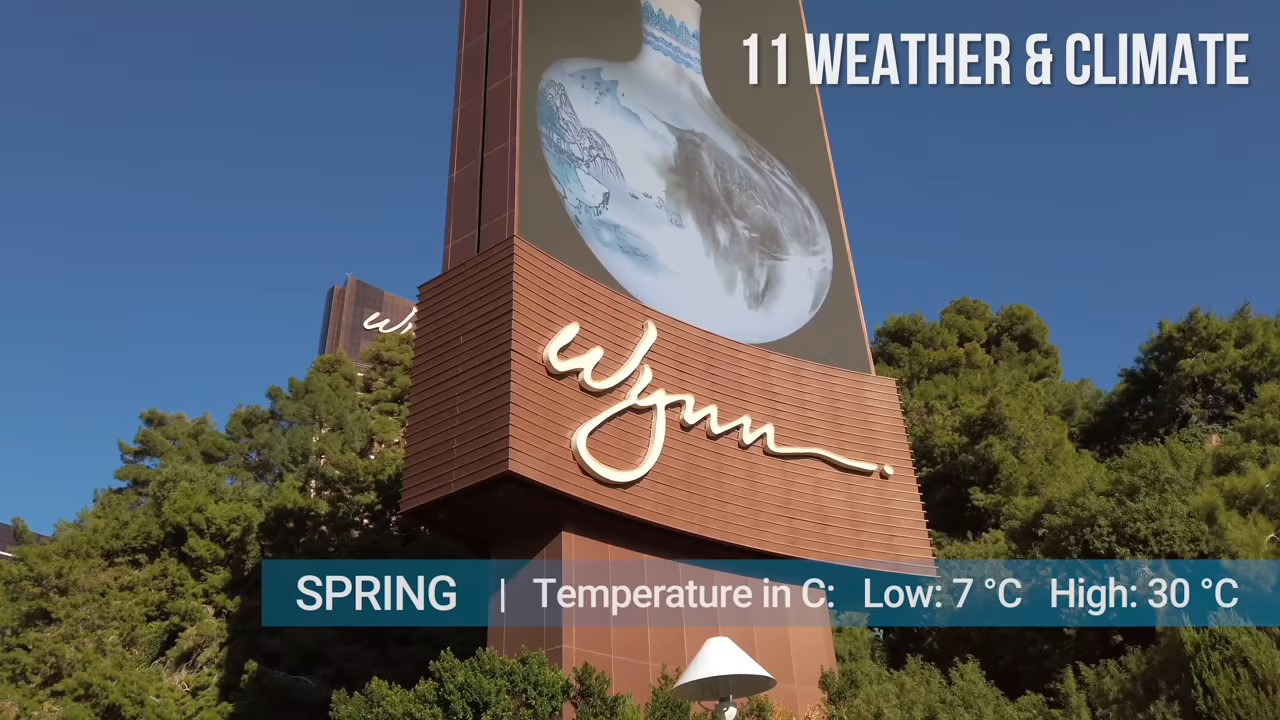 11 WEATHER & CLIMATE
wynn.
SPRING | Temperature in C: Low: 7 °C High: 30 °C